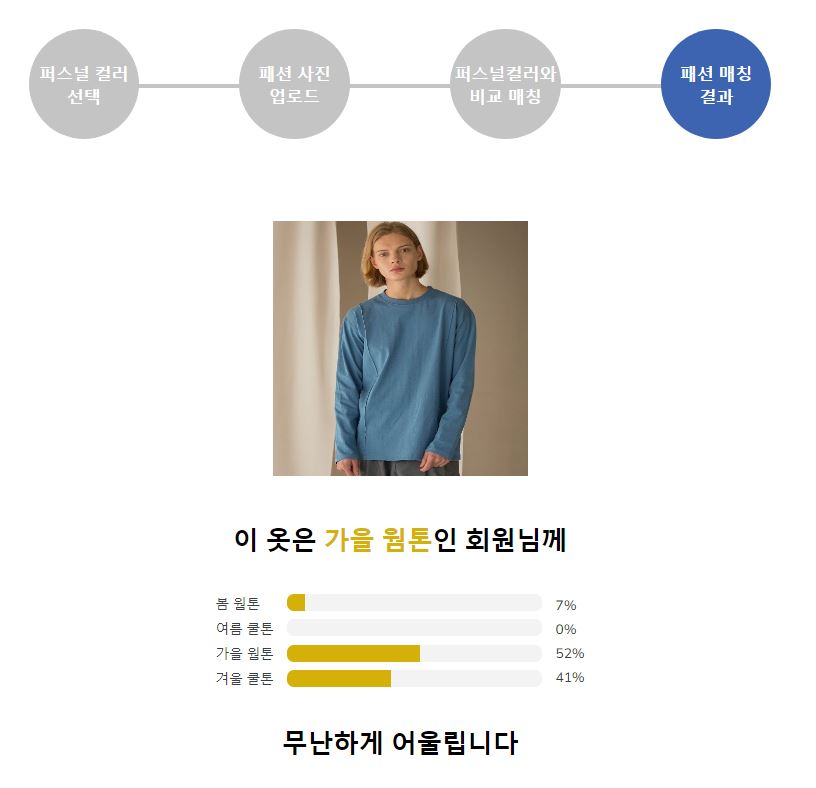 퍼스널 컬러
선택
패션 사진
업로드
퍼스널컬러와
비교 매칭
패션 매칭
결과
이 옷은 가을 웜톤인 회원님께
봄 웜톤 7%
여름 쿨톤 0%
가을 웜톤 52%
겨울 쿨톤 41%
무난하게 어울립니다